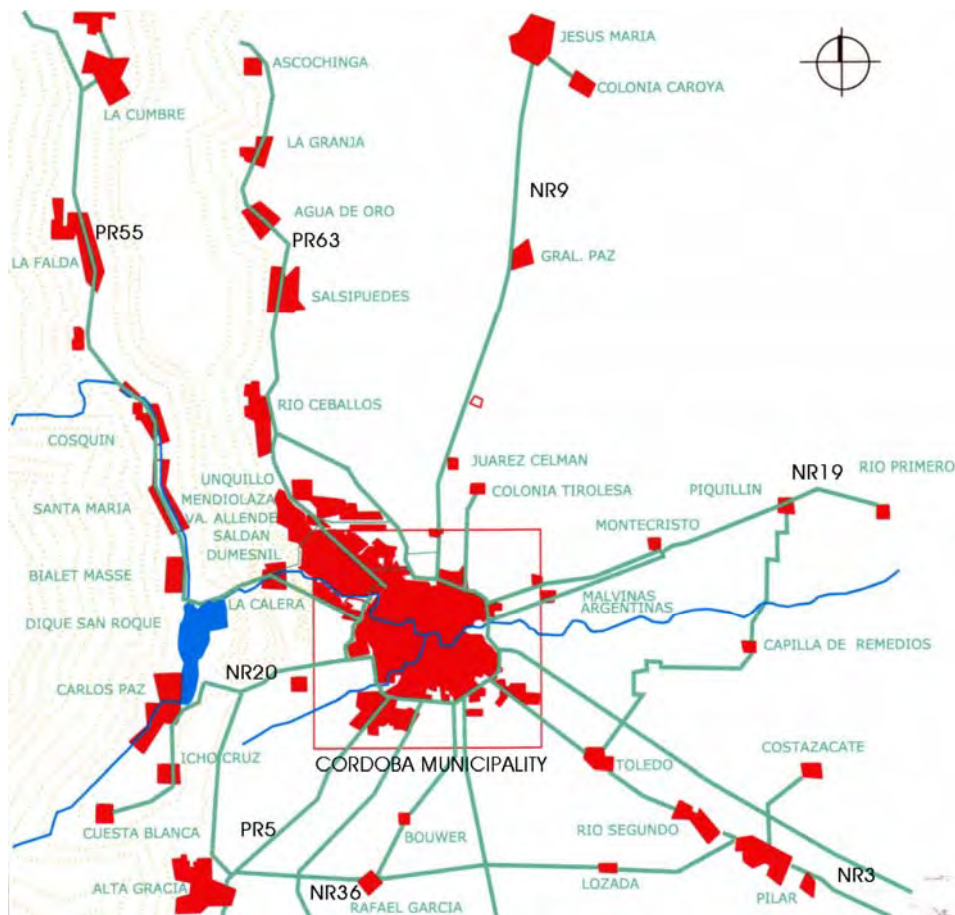 JESUS MARIA
ASCOCHINGA
COLONIA CAROYA
LA CUMBRE
LA GRANJA
NR9
AGUA DE ORO
PR55
PR63
GRAL. PAZ
LA FALDA
SALSIPUEDES
RIO CEBALLOS
COSQUIN
JUAREZ CELMAN
NR19
RIO PRIMERO
UNQUILLO
COLONIA TIROLESA
PIQUILLIN
MENDIOLAZA
SANTA MARIA
VA. ALLENDE
MONTECRISTO
SALDAN
DUMESNIL
BIALET MASSE
LA CALERA
MALVINAS
ARGENTINAS
DIQUE SAN ROQUE
CAPILLA DE REMEDIOS
NR20
CARLOS PAZ
COSTAZACATE
ICHO CRUZ
CORDOBA MUNICIPALITY
TOLEDO
CUESTA BLANCA
PR5
BOUWER
RIO SEGUNDO
NR3
ALTA GRACIA
NR36
LOZADA
PILAR
RAFAEL GARCIA